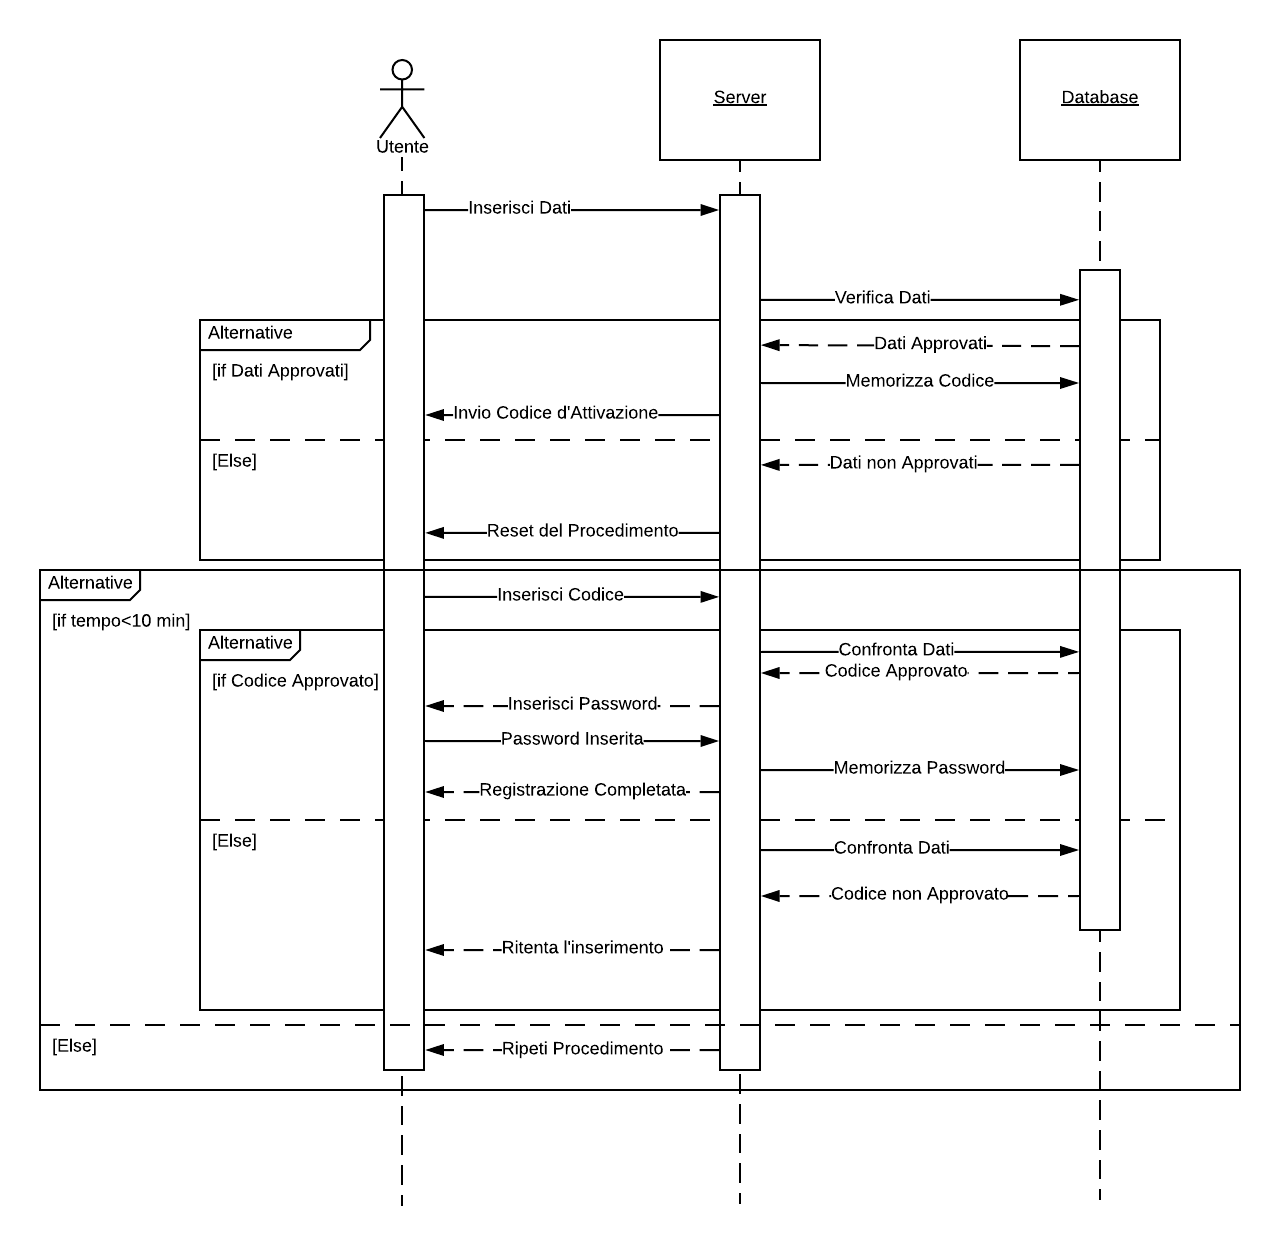 Server
Database
Utente
Inserisci Dati
Verifica Dati
Alternative
Dati Approvati
[if Dati Approvati]
Memorizza Codice
Invio Codice d'Attivazione
[Else]
Dati non Approvati
Reset del Procedimento
Alternative
Inserisci Codice
[if tempo<10 min]
Alternative
Confronta Dati
Codice Approvato
[if Codice Approvato]
Inserisci Password
Password Inserita
Memorizza Password
Registrazione Completata
[Else]
Confronta Dati
Codice non Approvato
Ritenta l'inserimento
[Else]
Ripeti Procedimento